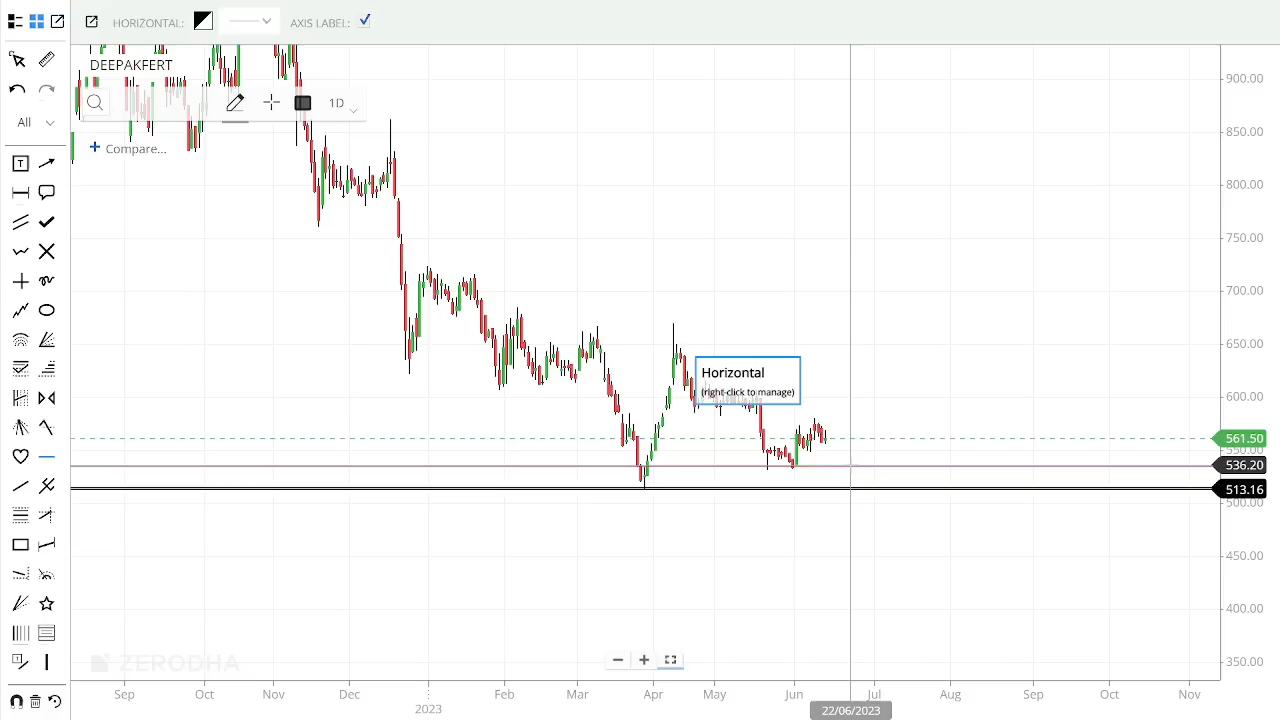 HORIZONTAL:
AXIS LABEL:
DEEPAKFERT
1D
All
Compare...
T
Horizontal
(right-click to manage)
900.00
850.00
800.00
750.00
700.00
650.00
600.00
561.50
550.00
536.20
513.16
500.00
450.00
400.00
350.00
ZERODHA
Sep
Oct
Nov
Dec
2023
Feb
Mar
Apr
May
Jun
Jul
Aug
Sep
Oct
Nov
22/06/2023